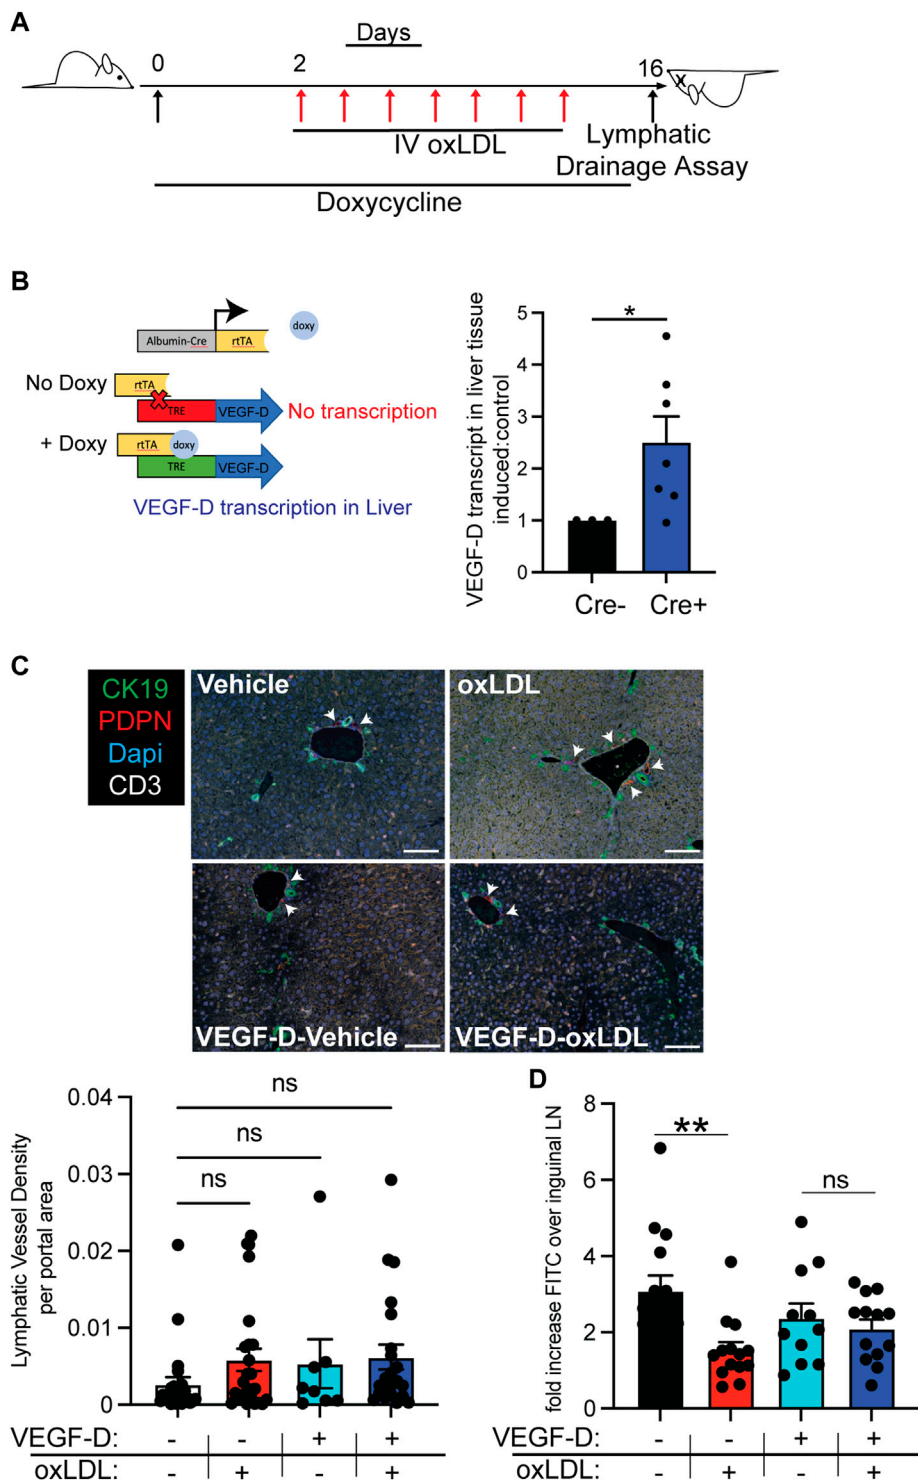 A
Days
0
2
16
IV oxLDL
Lymphatic
Drainage Assay
Doxycycline
B
Albumin-Cre
rtTA
doxy
No Doxy
rtTA
TRE
VEGF-D
No transcription
+ Doxy
rtTA
doxy
TRE
VEGF-D
VEGF-D transcription in Liver
VEGF-D transcript in liver tissue
induced:control
5
4
3
2
1
0
*
Cre-
Cre+
C
CK19
PDPN
Dapi
CD3
Vehicle
oxLDL
VEGF-D-Vehicle
VEGF-D-oxLDL
Lymphatic Vessel Density
per portal area
0.04
0.03
0.02
0.01
0
ns
ns
ns
VEGF-D: - - + +
oxLDL: - + - +
D
fold increase FITC over inguinal LN
8
6
4
2
0
**
ns
VEGF-D: - - + +
oxLDL: - + - +